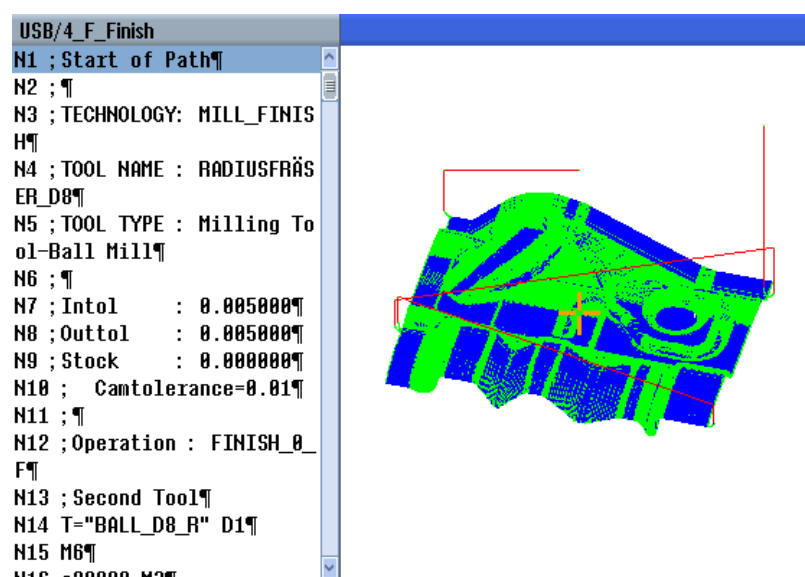 USB/4_F_Finish
N1 ;Start of Path¶
N2 ;¶
N3 ;TECHNOLOGY: MILL_FINIS
H¶
N4 ;TOOL NAME : RADIUSFRÄS
ER_D8¶
N5 ;TOOL TYPE : Milling To
ol-Ball Mill¶
N6 ;¶
N7 ;Intol     : 0.005000¶
N8 ;Outtol    : 0.005000¶
N9 ;Stock     : 0.000000¶
N10 ;  Camtolerance=0.01¶
N11 ;¶
N12 ;Operation : FINISH_0_
F¶
N13 ;Second Tool¶
N14 T="BALL_D8_R" D1¶
N15 M6¶